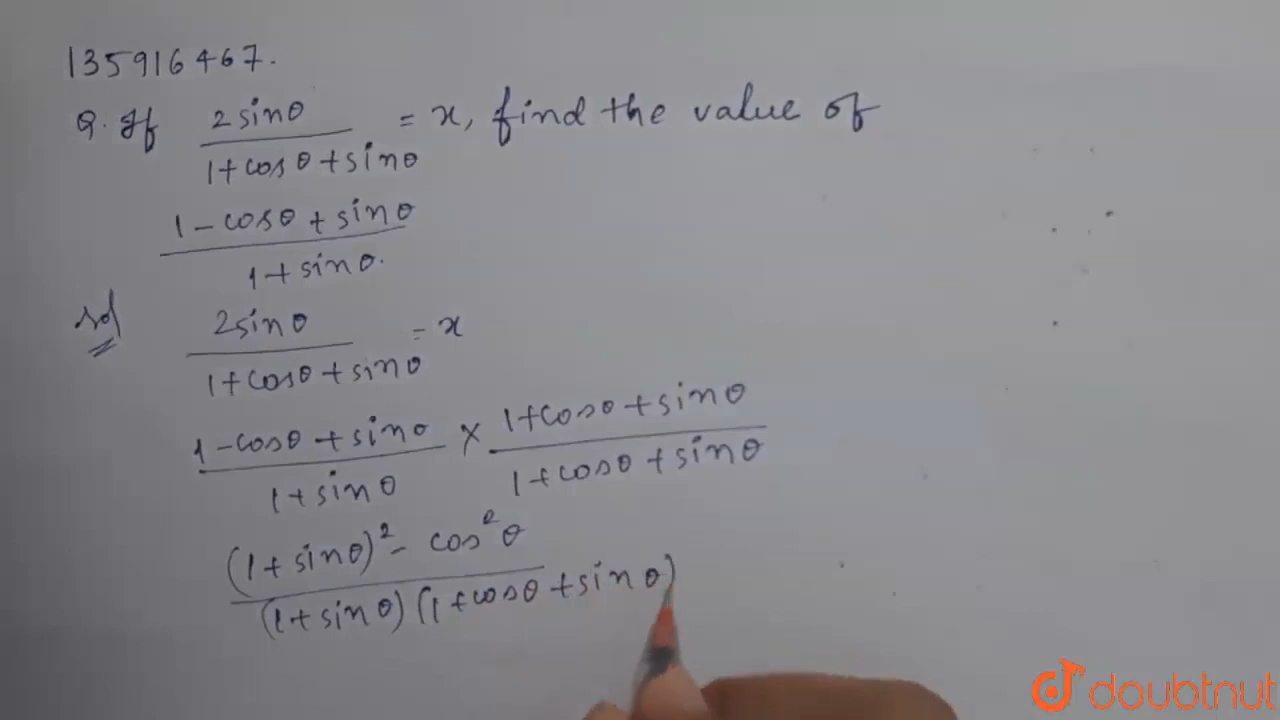 135916467.
Q. If 2sinθ / 1+cosθ+sinθ = x, find the value of
1-cosθ+sinθ / 1+sinθ.
Sol 2sinθ / 1+cosθ+sinθ = x
1-cosθ+sinθ / 1+sinθ × 1+cosθ+sinθ / 1+cosθ+sinθ
(1+sinθ)² - cos²θ / (1+sinθ)(1+cosθ+sinθ)
doubtnut